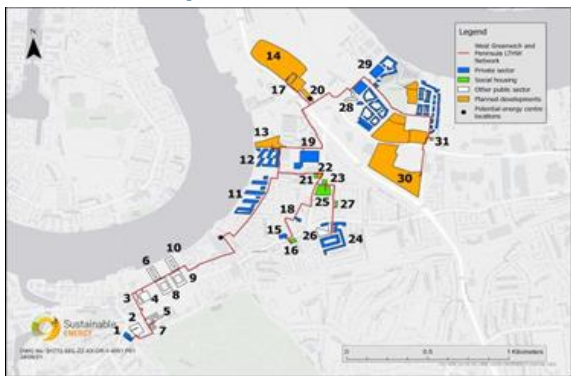 N
Legend
West Greenwich and
Peninsula LTHW
Network
Private sector
Social housing
Other public sector
Planned developments
Potential energy centre
locations
14
17
20
29
28
31
30
13
12
19
22
21
23
25
27
11
18
15
16
26
24
10
6
9
8
3
4
5
2
1
7
Sustainable
ENERGY
0
0.5
1 Kilometers